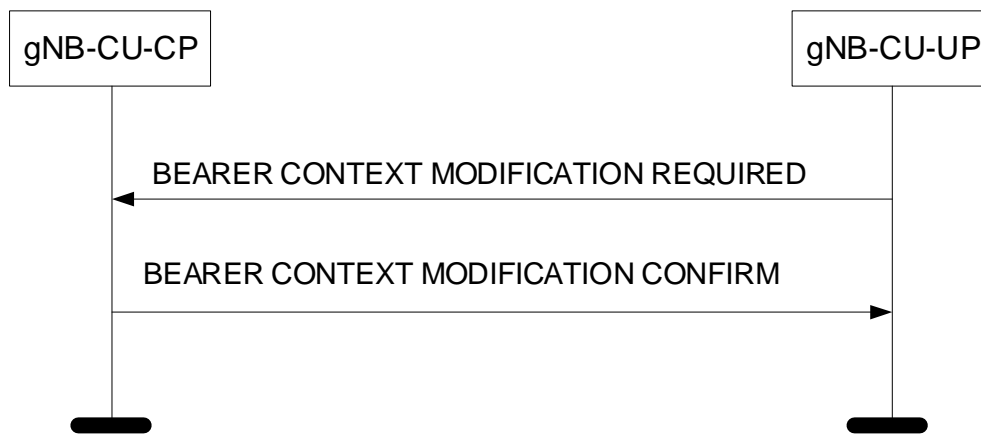 gNB-CU-CP
gNB-CU-UP
BEARER CONTEXT MODIFICATION REQUIRED
BEARER CONTEXT MODIFICATION CONFIRM